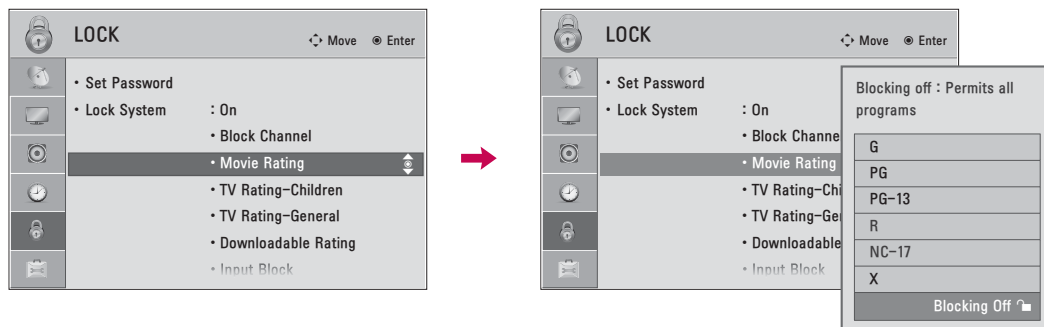 LOCK
Move Enter
• Set Password
• Lock System : On
• Block Channel
• Movie Rating
• TV Rating-Children
• TV Rating-General
• Downloadable Rating
• Input Block
LOCK
Move Enter
• Set Password
• Lock System : On
• Block Channe
• Movie Rating
• TV Rating-Chi
• TV Rating-Ge
• Downloadable
• Input Block
Blocking off : Permits all
programs
G
PG
PG-13
R
NC-17
X
Blocking Off